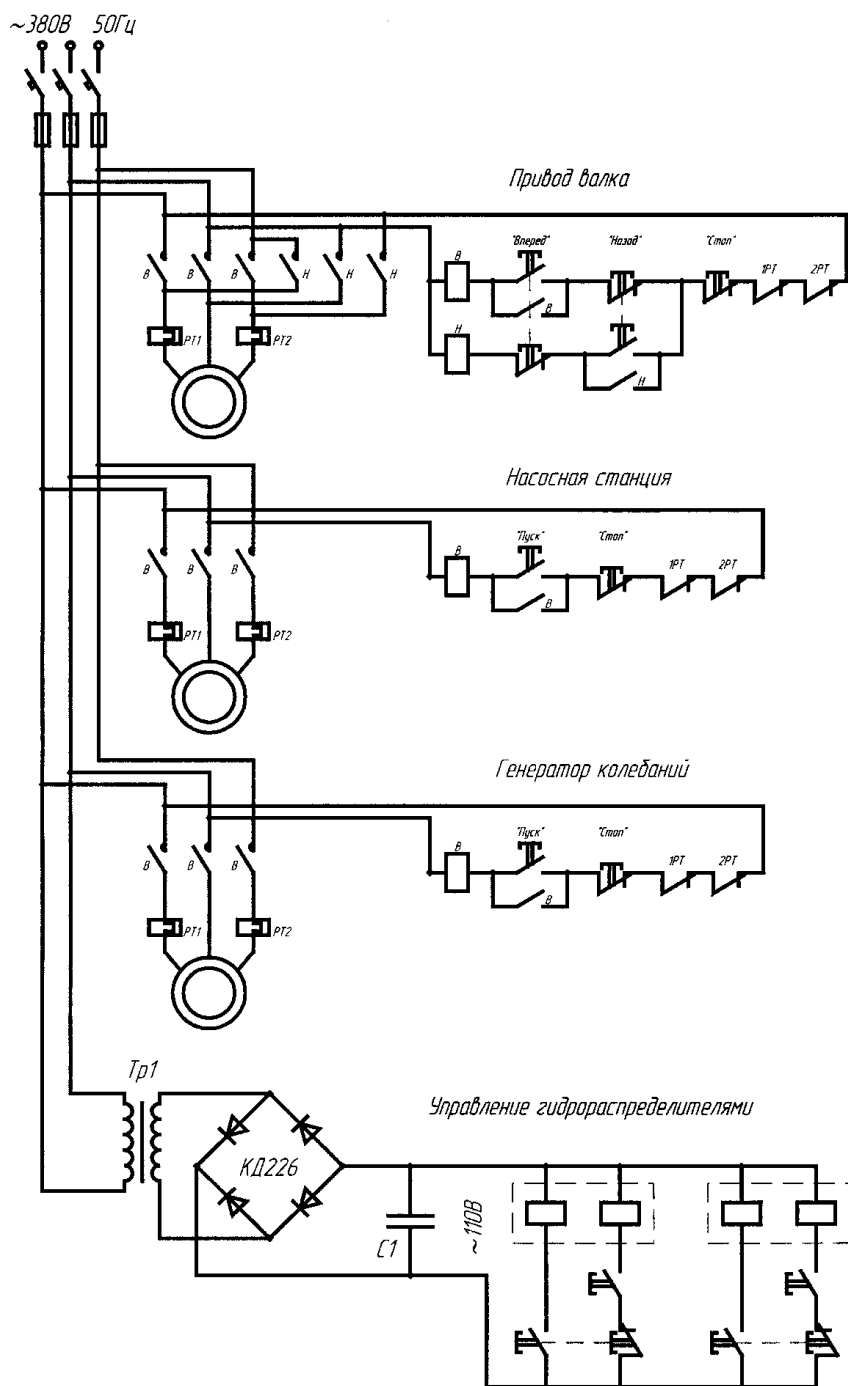 ~380В 50Гц
Привод валка
"Вперед" "Назад" "Стоп"
В 1РТ 2РТ
В В В Н Н Н
В
Н
РТ1 РТ2
Н
Насосная станция
"Пуск" "Стоп"
В 1РТ 2РТ
В В В
В
РТ1 РТ2
Генератор колебаний
"Пуск" "Стоп"
В 1РТ 2РТ
В В В
В
РТ1 РТ2
Тр1
Управление гидрораспределителями
КД226
С1
~110В